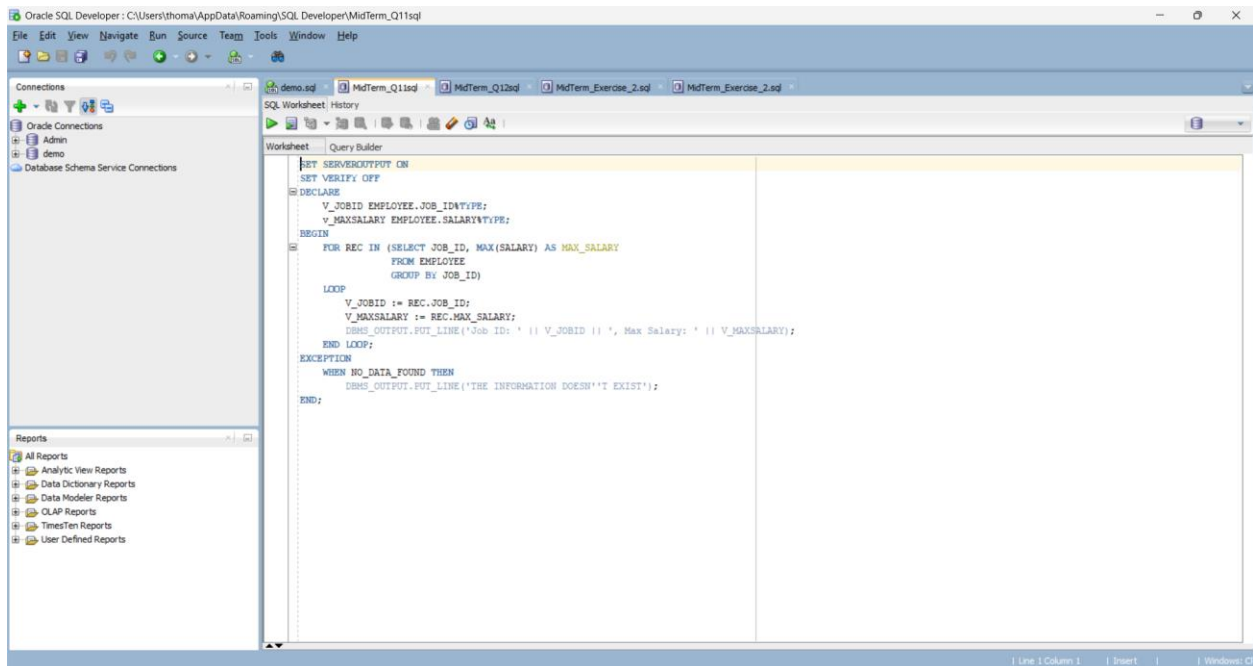 Oracle SQL Developer : C:\Users\thoma\AppData\Roaming\SQL Developer\MidTerm_Q11sql
File Edit View Navigate Run Source Team Tools Window Help
Connections
Oracle Connections
Admin
demo
Database Schema Service Connections
demo.sql MidTerm_Q11sql MidTerm_Q12sql MidTerm_Exercise_2.sql MidTerm_Exercise_2.sql
SQL Worksheet History
Worksheet Query Builder
SET SERVEROUTPUT ON
SET VERIFY OFF
DECLARE
V_JOBID EMPLOYEE.JOB_ID%TYPE;
v_MAXSALARY EMPLOYEE.SALARY%TYPE;
BEGIN
FOR REC IN (SELECT JOB_ID, MAX(SALARY) AS MAX_SALARY
FROM EMPLOYEE
GROUP BY JOB_ID)
LOOP
V_JOBID := REC.JOB_ID;
V_MAXSALARY := REC.MAX_SALARY;
DBMS_OUTPUT.PUT_LINE('Job ID: ' || V_JOBID || ', Max Salary: ' || V_MAXSALARY);
END LOOP;
EXCEPTION
WHEN NO_DATA_FOUND THEN
DBMS_OUTPUT.PUT_LINE('THE INFORMATION DOESN''T EXIST');
END;
Reports
All Reports
Analytic View Reports
Data Dictionary Reports
Data Modeler Reports
OLAP Reports
TimesTen Reports
User Defined Reports
Line 1 Column 1 Insert Windows: C